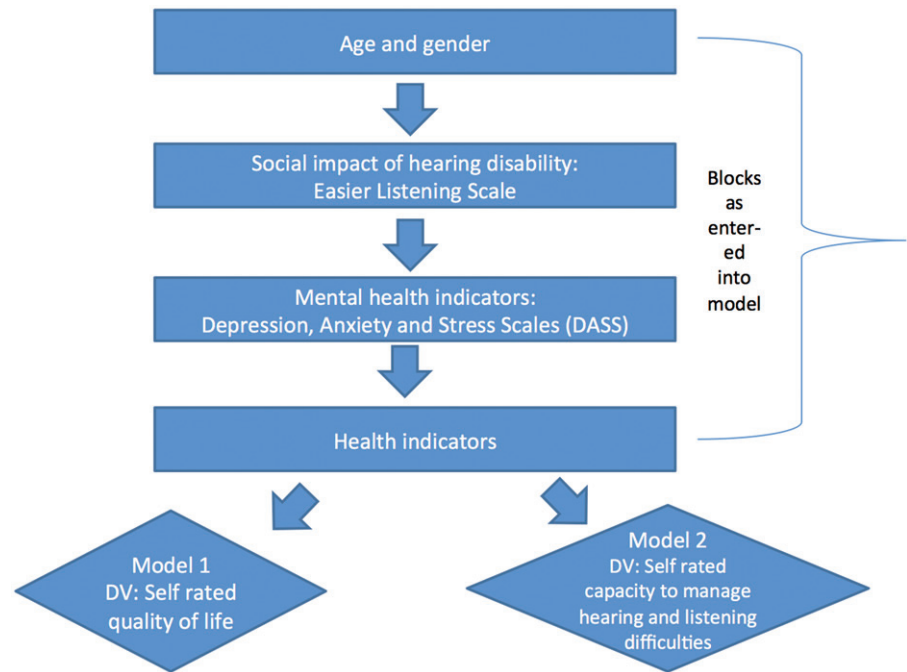 Age and gender
Social impact of hearing disability:
Easier Listening Scale
Mental health indicators:
Depression, Anxiety and Stress Scales (DASS)
Health indicators
Blocks
as
enter-
ed
into
model
Model 1
DV: Self rated
quality of life
Model 2
DV: Self rated
capacity to manage
hearing and listening
difficulties